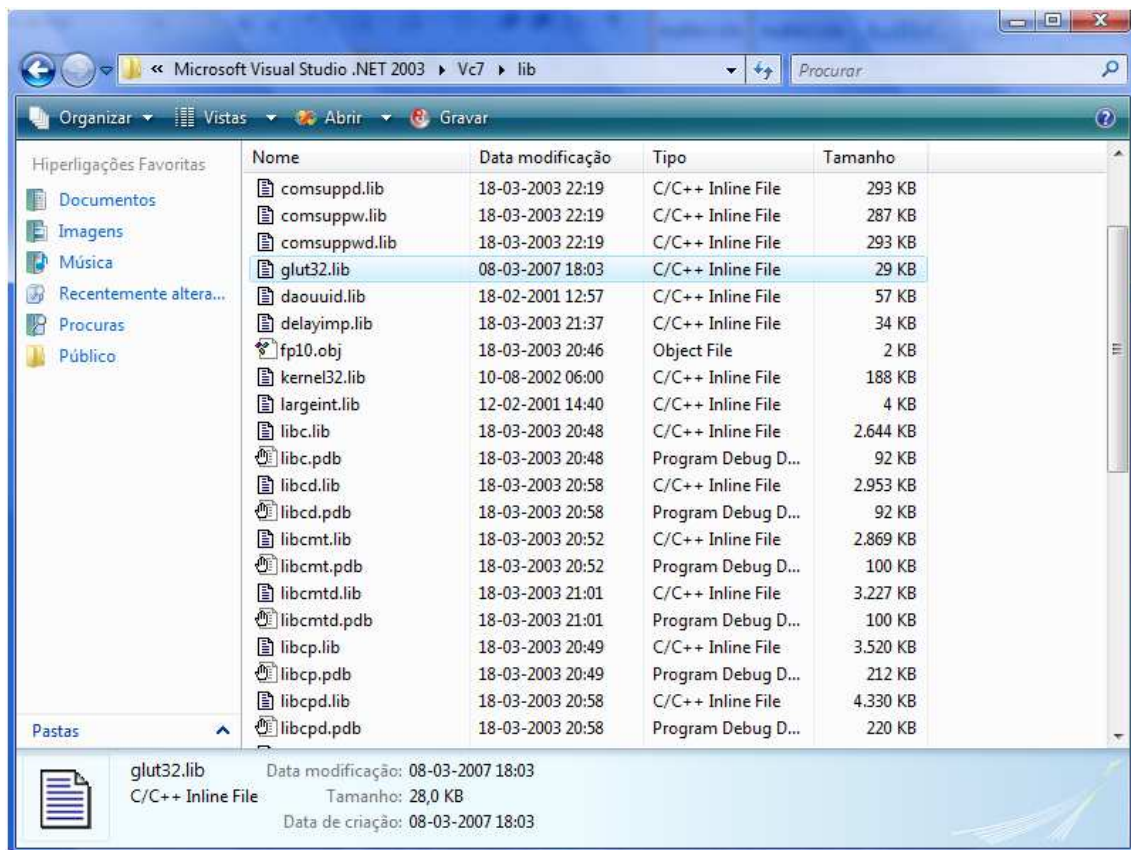 « Microsoft Visual Studio .NET 2003 Vc7 lib Procurar
Organizar Vistas Abrir Gravar
Hiperligações Favoritas
Documentos
Imagens
Música
Recentemente altera...
Procuras
Público
Pastas
Nome Data modificação Tipo Tamanho
comsuppd.lib 18-03-2003 22:19 C/C++ Inline File 293 KB
comsuppw.lib 18-03-2003 22:19 C/C++ Inline File 287 KB
comsuppwd.lib 18-03-2003 22:19 C/C++ Inline File 293 KB
glut32.lib 08-03-2007 18:03 C/C++ Inline File 29 KB
daouuid.lib 18-02-2001 12:57 C/C++ Inline File 57 KB
delayimp.lib 18-03-2003 21:37 C/C++ Inline File 34 KB
fp10.obj 18-03-2003 20:46 Object File 2 KB
kernel32.lib 10-08-2002 06:00 C/C++ Inline File 188 KB
largeint.lib 12-02-2001 14:40 C/C++ Inline File 4 KB
libc.lib 18-03-2003 20:48 C/C++ Inline File 2.644 KB
libc.pdb 18-03-2003 20:48 Program Debug D... 92 KB
libcd.lib 18-03-2003 20:58 C/C++ Inline File 2.953 KB
libcd.pdb 18-03-2003 20:58 Program Debug D... 92 KB
libcmt.lib 18-03-2003 20:52 C/C++ Inline File 2.869 KB
libcmt.pdb 18-03-2003 20:52 Program Debug D... 100 KB
libcmtd.lib 18-03-2003 21:01 C/C++ Inline File 3.227 KB
libcmtd.pdb 18-03-2003 21:01 Program Debug D... 100 KB
libcp.lib 18-03-2003 20:49 C/C++ Inline File 3.520 KB
libcp.pdb 18-03-2003 20:49 Program Debug D... 212 KB
libcpd.lib 18-03-2003 20:58 C/C++ Inline File 4.330 KB
libcpd.pdb 18-03-2003 20:58 Program Debug D... 220 KB
glut32.lib Data modificação: 08-03-2007 18:03
C/C++ Inline File Tamanho: 28,0 KB
Data de criação: 08-03-2007 18:03